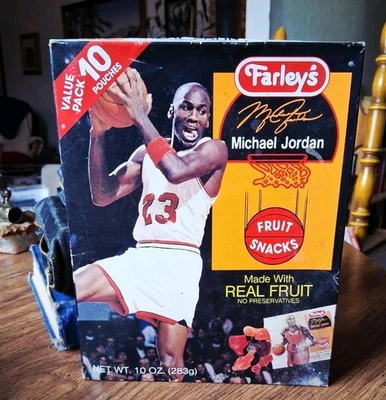 VALUE
PACK
10
POUCHES
Farley's
Michael Jordan
23
FRUIT
SNACKS
Made With
REAL FRUIT
NO PRESERVATIVES
Farley's
NET WT. 10 OZ. (283g)